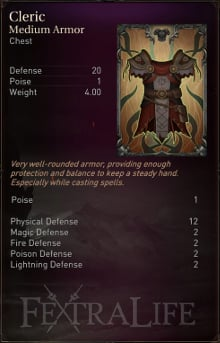 Cleric
Medium Armor
Chest
Defense 20
Poise 1
Weight 4.00
Very well-rounded armor, providing enough
protection and balance to keep a steady hand.
Especially while casting spells.
Poise 1
Physical Defense 12
Magic Defense 2
Fire Defense 2
Poison Defense 2
Lightning Defense 2
FEXTRALIFE